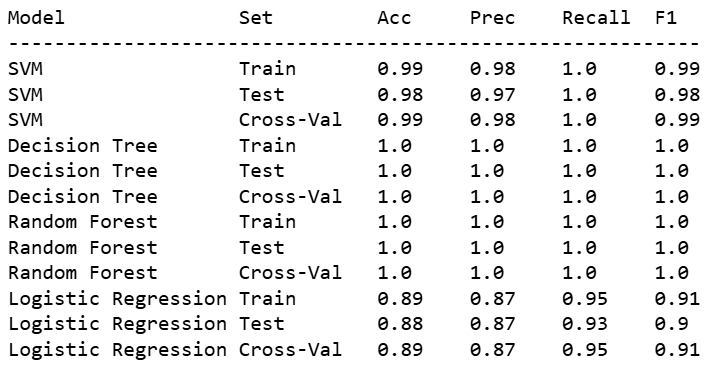 Model               Set       Acc    Prec    Recall  F1
------------------------------------------------------------
SVM                 Train     0.99   0.98    1.0     0.99
SVM                 Test      0.98   0.97    1.0     0.98
SVM                 Cross-Val 0.99   0.98    1.0     0.99
Decision Tree       Train     1.0    1.0     1.0     1.0
Decision Tree       Test      1.0    1.0     1.0     1.0
Decision Tree       Cross-Val 1.0    1.0     1.0     1.0
Random Forest       Train     1.0    1.0     1.0     1.0
Random Forest       Test      1.0    1.0     1.0     1.0
Random Forest       Cross-Val 1.0    1.0     1.0     1.0
Logistic Regression Train     0.89   0.87    0.95    0.91
Logistic Regression Test      0.88   0.87    0.93    0.9
Logistic Regression Cross-Val 0.89   0.87    0.95    0.91